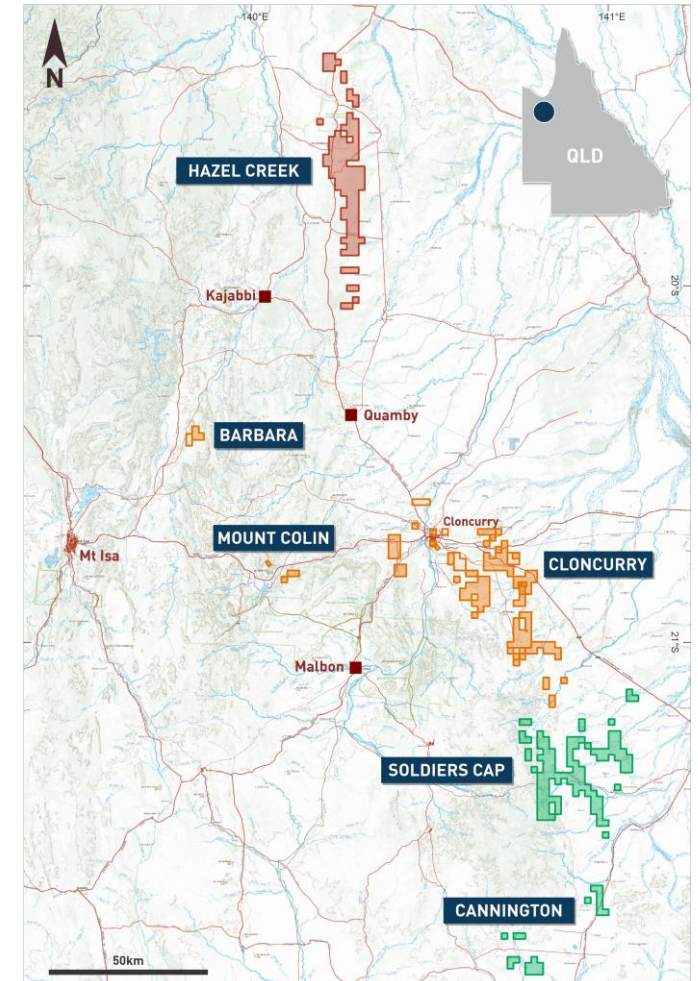 140°E
141°E
N
QLD
HAZEL CREEK
20°S
Kajabbi
Quamby
BARBARA
Cloncurry
MOUNT COLIN
Mt Isa
CLONCURRY
21°S
Malbon
SOLDIERS CAP
CANNINGTON
50km